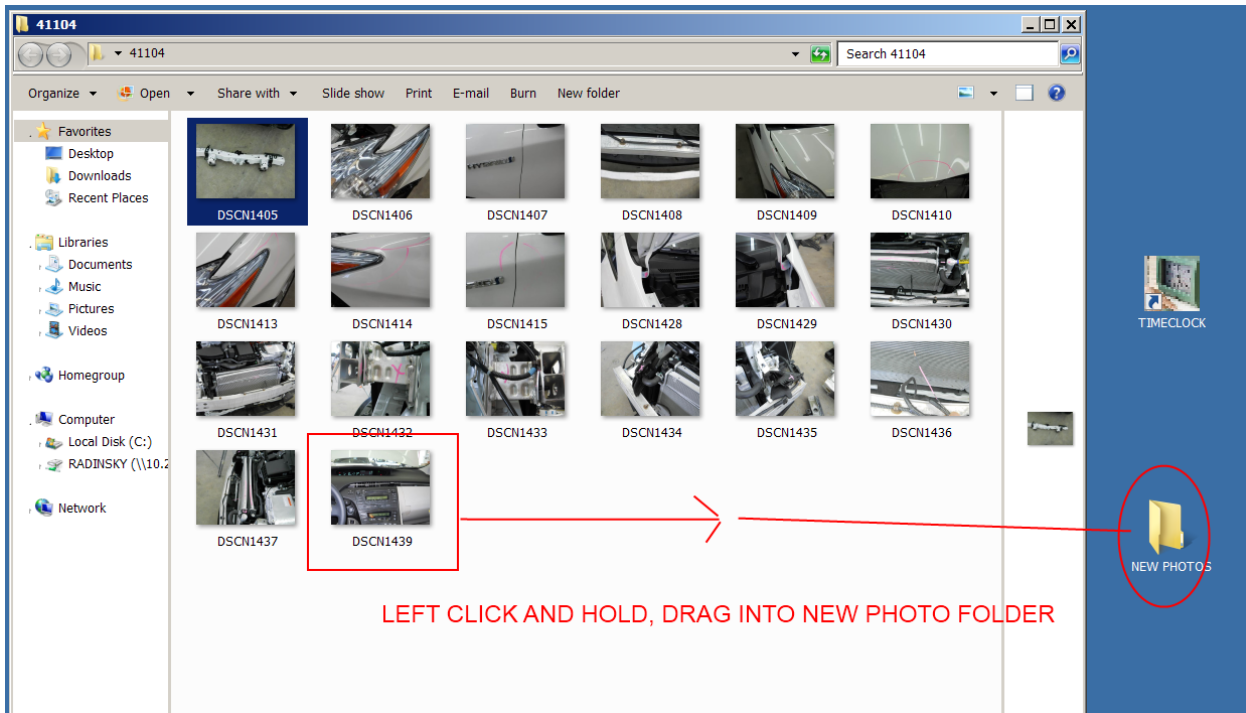 41104
41104
Search 41104
Organize Open Share with Slide show Print E-mail Burn New folder
Favorites
Desktop
Downloads
Recent Places
Libraries
Documents
Music
Pictures
Videos
Homegroup
Computer
Local Disk (C:)
RADINSKY (\\10.2
Network
DSCN1405 DSCN1406 DSCN1407 DSCN1408 DSCN1409 DSCN1410
DSCN1413 DSCN1414 DSCN1415 DSCN1428 DSCN1429 DSCN1430
DSCN1431 DSCN1432 DSCN1433 DSCN1434 DSCN1435 DSCN1436
DSCN1437 DSCN1439
TIMECLOCK
NEW PHOTOS
LEFT CLICK AND HOLD, DRAG INTO NEW PHOTO FOLDER